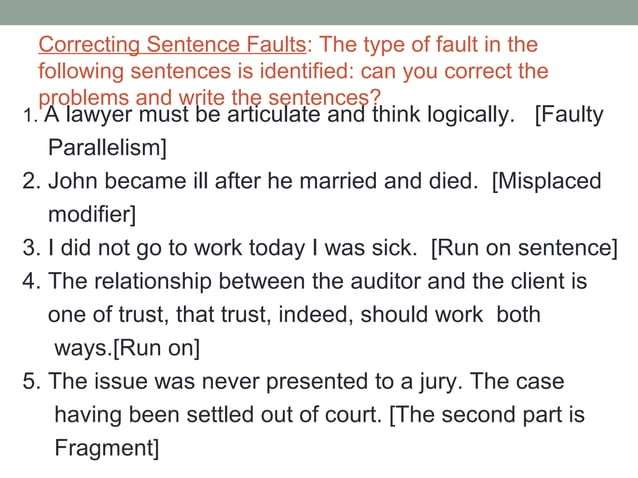 Correcting Sentence Faults: The type of fault in the
following sentences is identified: can you correct the
problems and write the sentences?
1. A lawyer must be articulate and think logically. [Faulty
Parallelism]
2. John became ill after he married and died. [Misplaced
modifier]
3. I did not go to work today I was sick. [Run on sentence]
4. The relationship between the auditor and the client is
one of trust, that trust, indeed, should work both
ways.[Run on]
5. The issue was never presented to a jury. The case
having been settled out of court. [The second part is
Fragment]